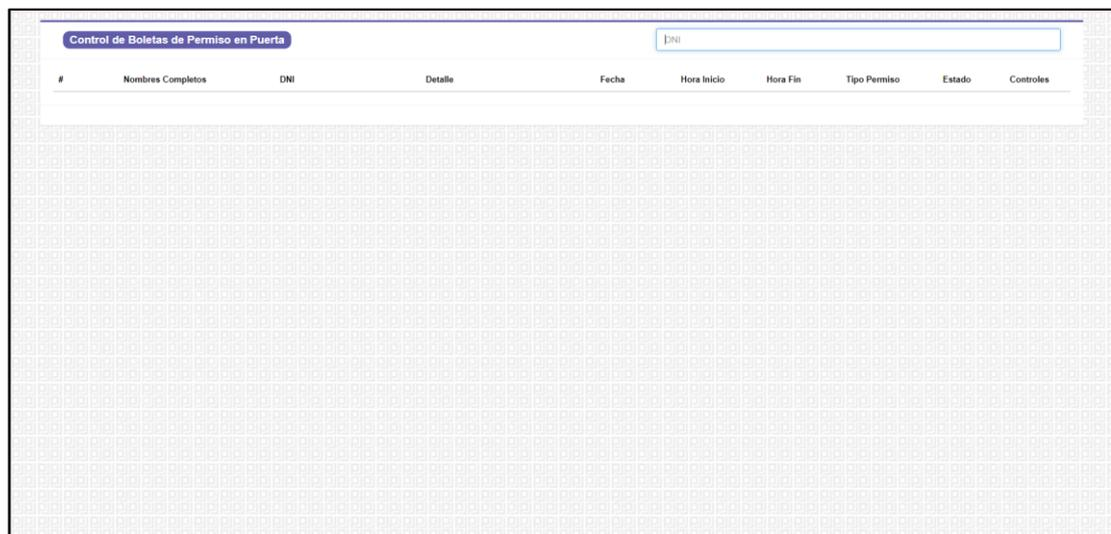 Control de Boletas de Permiso en Puerta
DNI
# Nombres Completos DNI Detalle Fecha Hora Inicio Hora Fin Tipo Permiso Estado Controles